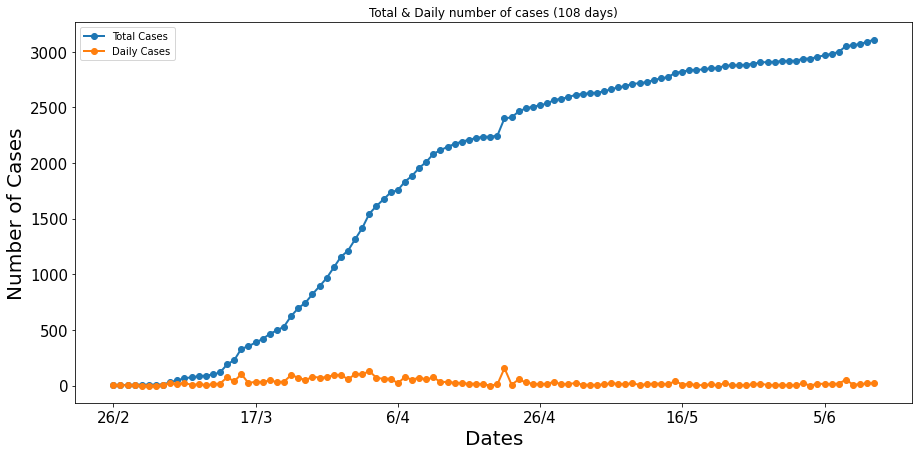 Total & Daily number of cases (108 days)
Total Cases
Daily Cases
Number of Cases
3000
2500
2000
1500
1000
500
0
26/2 17/3 6/4 26/4 16/5 5/6
Dates